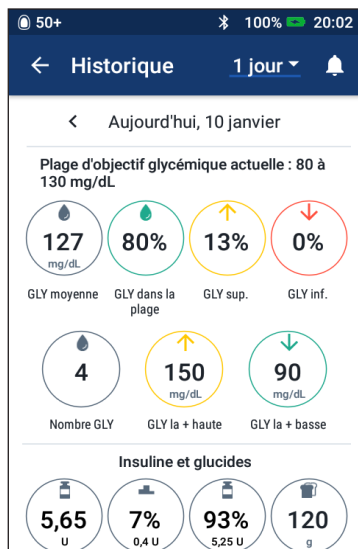 50+ 100% 20:02
Historique 1 jour
Aujourd'hui, 10 janvier
Plage d'objectif glycémique actuelle : 80 à
130 mg/dL
127 80% 13% 0%
mg/dL
GLY moyenne GLY dans la GLY sup. GLY inf.
plage
4 150 90
mg/dL mg/dL
Nombre GLY GLY la + haute GLY la + basse
Insuline et glucides
5,65 7% 93% 120
U 0,4 U 5,25 U g